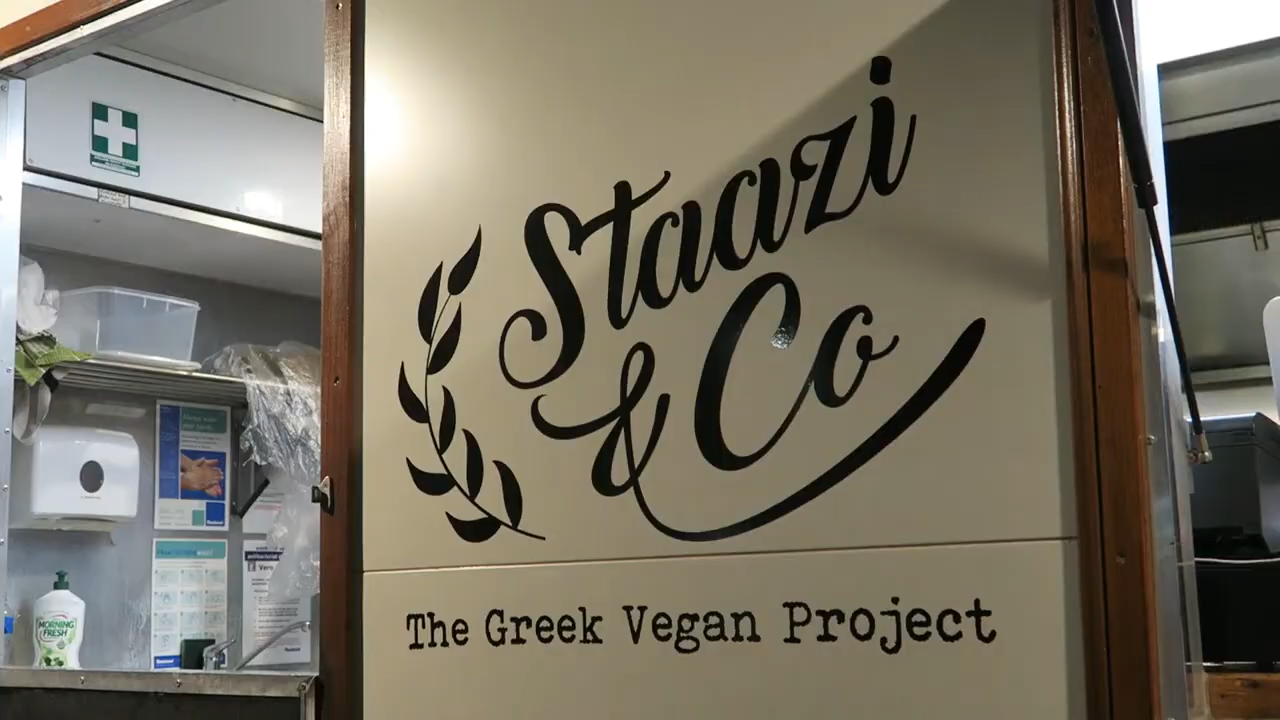 Staazi
& Co
The Greek Vegan Project
MORNING
FRESH